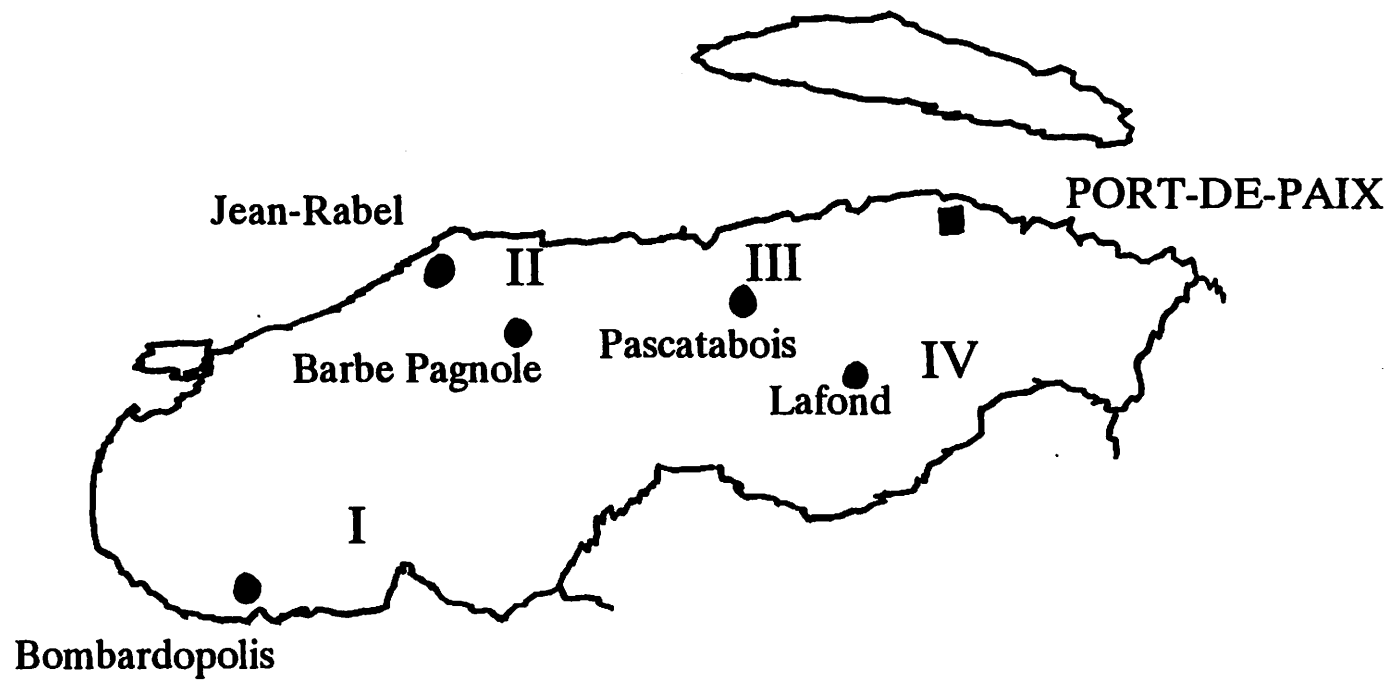 PORT-DE-PAIX
Jean-Rabel
II
III
Barbe Pagnole
Pascatabois
IV
Lafond
I
Bombardopolis